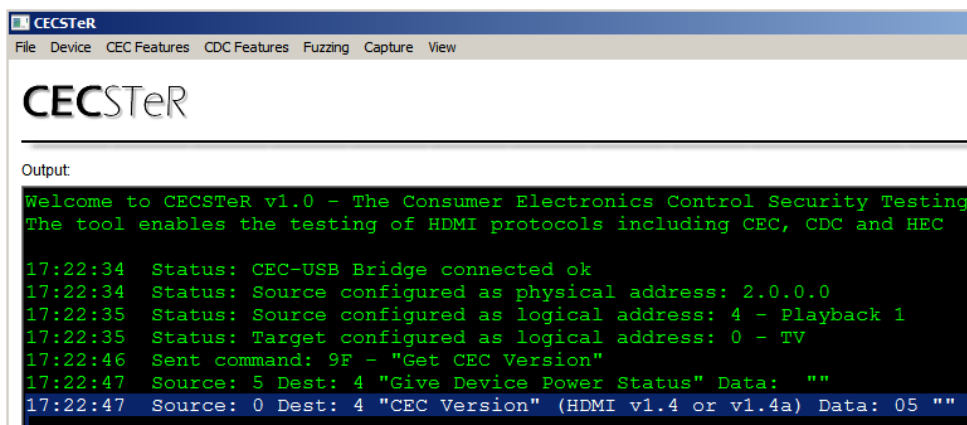 CECSTeR
File Device CEC Features CDC Features Fuzzing Capture View
CECSTeR
Output:
Welcome to CECSTeR v1.0 - The Consumer Electronics Control Security Testing
The tool enables the testing of HDMI protocols including CEC, CDC and HEC
17:22:34 Status: CEC-USB Bridge connected ok
17:22:34 Status: Source configured as physical address: 2.0.0.0
17:22:35 Status: Source configured as logical address: 4 - Playback 1
17:22:35 Status: Target configured as logical address: 0 - TV
17:22:46 Sent command: 9F - "Get CEC Version"
17:22:47 Source: 5 Dest: 4 "Give Device Power Status" Data: ""
17:22:47 Source: 0 Dest: 4 "CEC Version" (HDMI v1.4 or v1.4a) Data: 05 ""